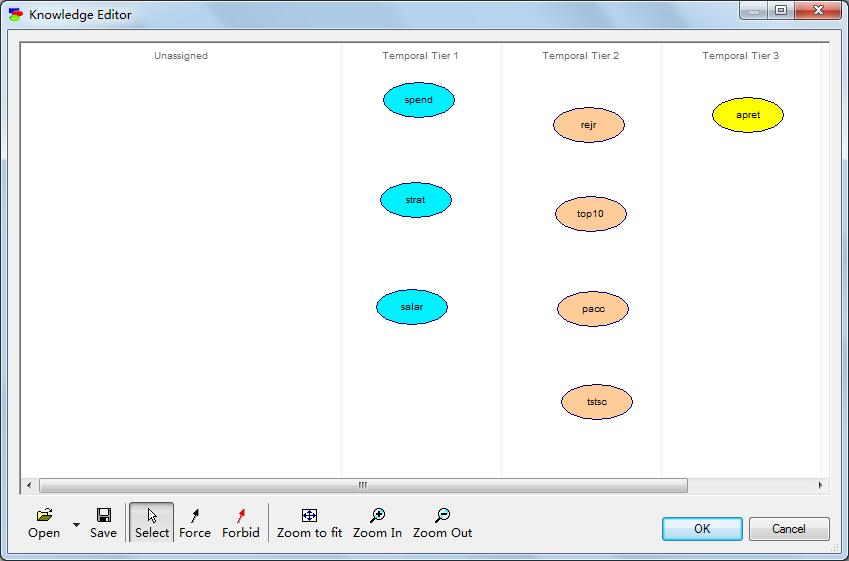 Knowledge Editor
Unassigned
Temporal Tier 1
Temporal Tier 2
Temporal Tier 3
spend
rejr
apret
strat
top10
salar
pacc
tstsc
Open
Save
Select
Force
Forbid
Zoom to fit
Zoom In
Zoom Out
OK
Cancel